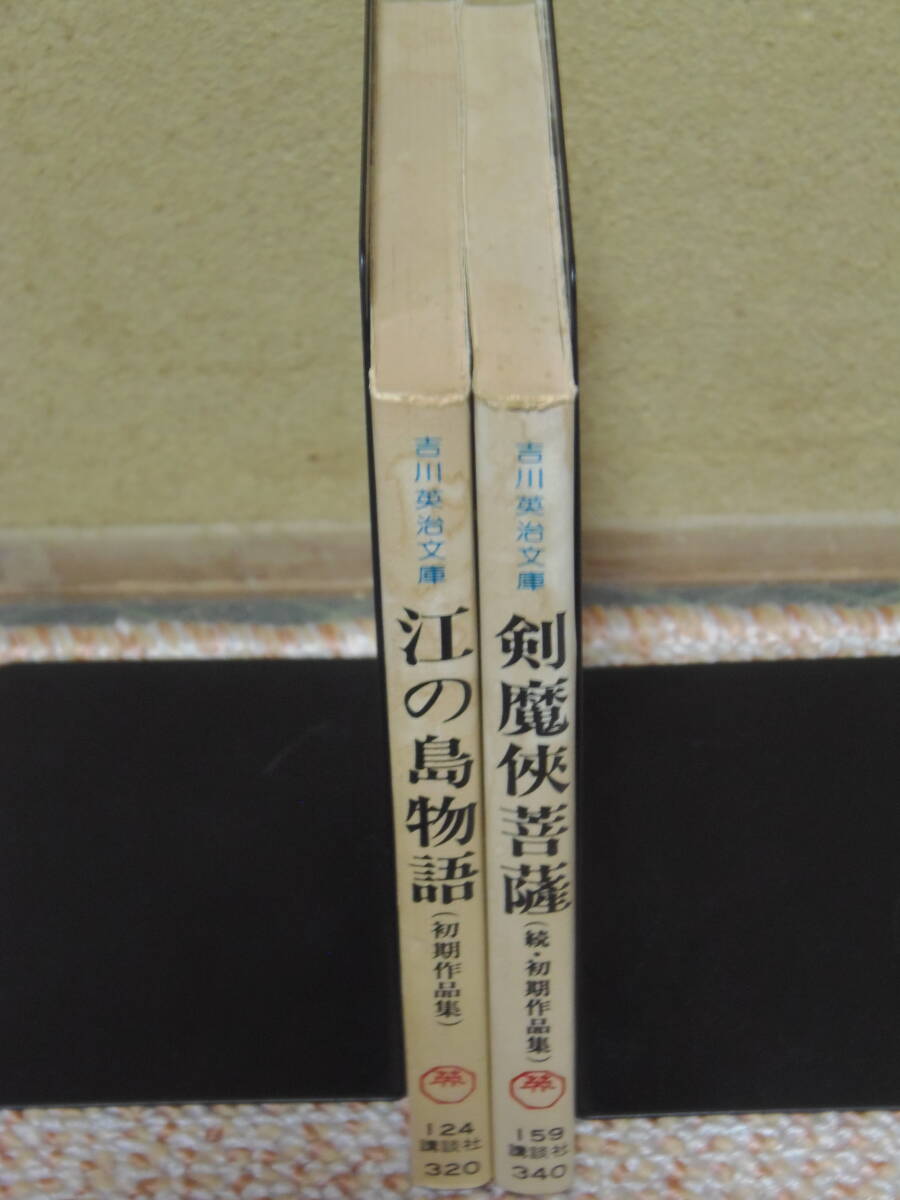 吉川英治文庫
江の島物語
(初期作品集)
124
講談社
320
吉川英治文庫
剣魔侠菩薩
(続・初期作品集)
159
講談社
340